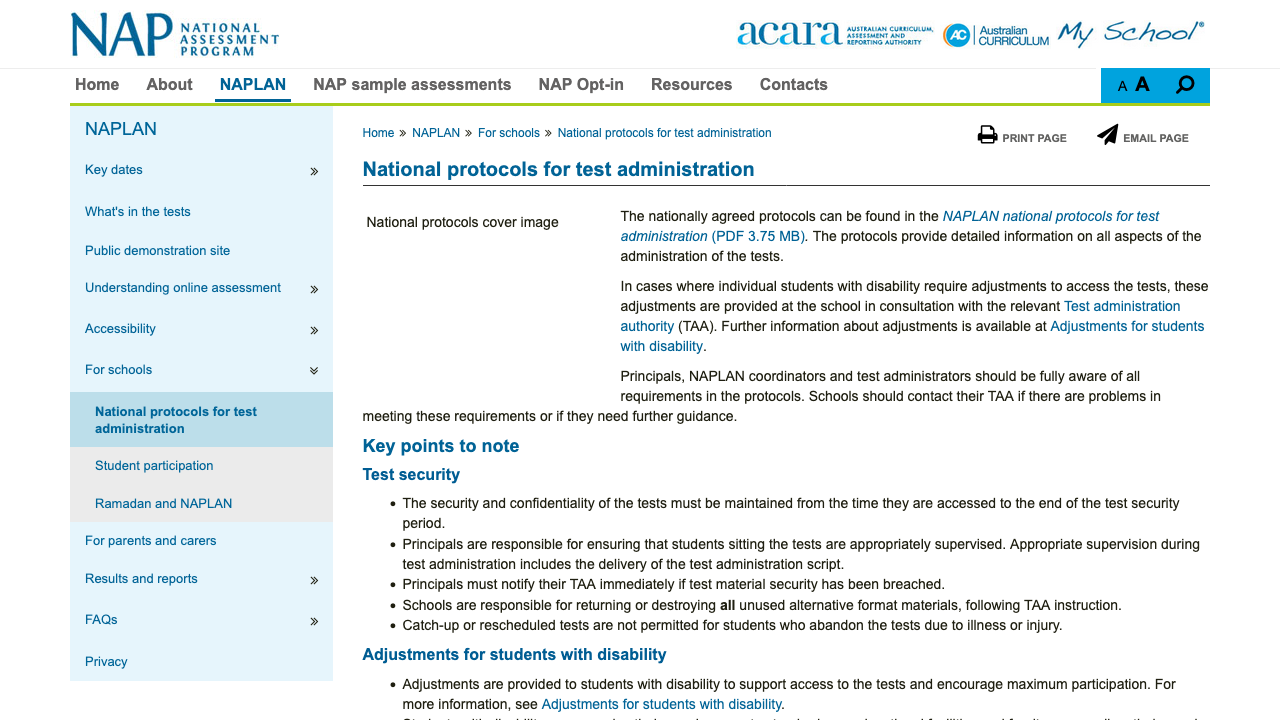 NAP NATIONAL
ASSESSMENT
PROGRAM
acara AUSTRALIAN CURRICULUM,
ASSESSMENT AND
REPORTING AUTHORITY
AC Australian
CURRICULUM
My School
Home About NAPLAN NAP sample assessments NAP Opt-in Resources Contacts
A A
NAPLAN
Key dates
What's in the tests
Public demonstration site
Understanding online assessment
Accessibility
For schools
National protocols for test
administration
Student participation
Ramadan and NAPLAN
For parents and carers
Results and reports
FAQs
Privacy
Home » NAPLAN » For schools » National protocols for test administration
PRINT PAGE EMAIL PAGE
National protocols for test administration
National protocols cover image
The nationally agreed protocols can be found in the NAPLAN national protocols for test
administration (PDF 3.75 MB). The protocols provide detailed information on all aspects of the
administration of the tests.
In cases where individual students with disability require adjustments to access the tests, these
adjustments are provided at the school in consultation with the relevant Test administration
authority (TAA). Further information about adjustments is available at Adjustments for students
with disability.
Principals, NAPLAN coordinators and test administrators should be fully aware of all
requirements in the protocols. Schools should contact their TAA if there are problems in
meeting these requirements or if they need further guidance.
Key points to note
Test security
• The security and confidentiality of the tests must be maintained from the time they are accessed to the end of the test security
period.
• Principals are responsible for ensuring that students sitting the tests are appropriately supervised. Appropriate supervision during
test administration includes the delivery of the test administration script.
• Principals must notify their TAA immediately if test material security has been breached.
• Schools are responsible for returning or destroying all unused alternative format materials, following TAA instruction.
• Catch-up or rescheduled tests are not permitted for students who abandon the tests due to illness or injury.
Adjustments for students with disability
• Adjustments are provided to students with disability to support access to the tests and encourage maximum participation. For
more information, see Adjustments for students with disability.